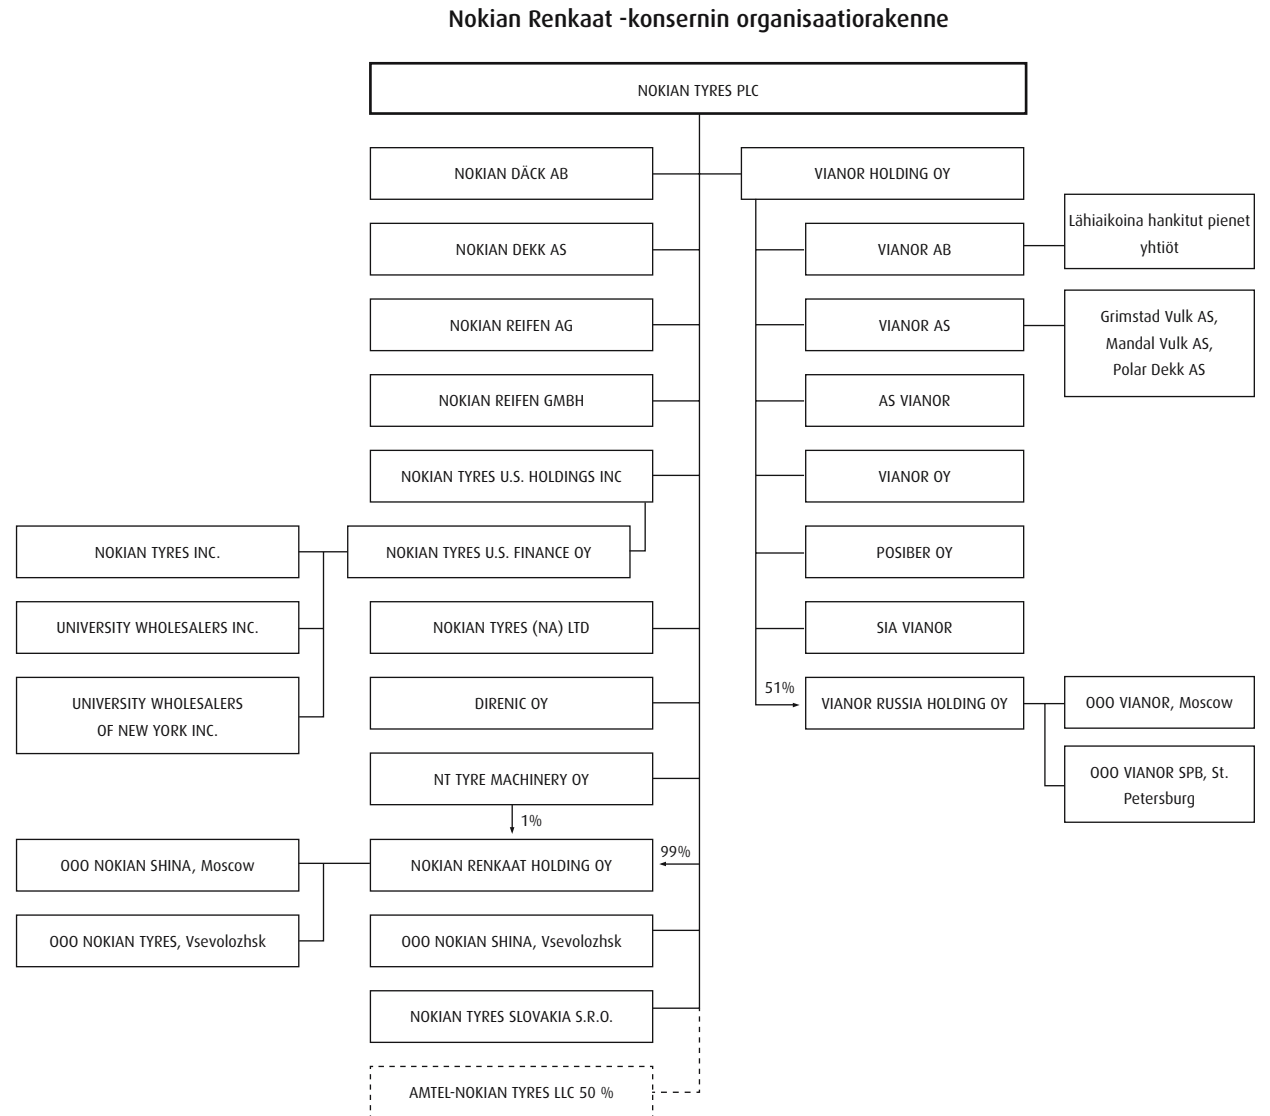 Nokian Renkaat -konsernin organisaatiorakenne
NOKIAN TYRES PLC
NOKIAN DÄCK AB
VIANOR HOLDING OY
NOKIAN DEKK AS
VIANOR AB
Lähiaikoina hankitut pienet
yhtiöt
NOKIAN REIFEN AG
VIANOR AS
Grimstad Vulk AS,
Mandal Vulk AS,
Polar Dekk AS
NOKIAN REIFEN GMBH
AS VIANOR
NOKIAN TYRES U.S. HOLDINGS INC
VIANOR OY
NOKIAN TYRES INC.
NOKIAN TYRES U.S. FINANCE OY
POSIBER OY
UNIVERSITY WHOLESALERS INC.
NOKIAN TYRES (NA) LTD
SIA VIANOR
UNIVERSITY WHOLESALERS
OF NEW YORK INC.
DIRENIC OY
51%
VIANOR RUSSIA HOLDING OY
OOO VIANOR, Moscow
NT TYRE MACHINERY OY
OOO VIANOR SPB, St.
Petersburg
1%
OOO NOKIAN SHINA, Moscow
NOKIAN RENKAAT HOLDING OY
99%
OOO NOKIAN TYRES, Vsevolozhsk
OOO NOKIAN SHINA, Vsevolozhsk
NOKIAN TYRES SLOVAKIA S.R.O.
AMTEL-NOKIAN TYRES LLC 50 %